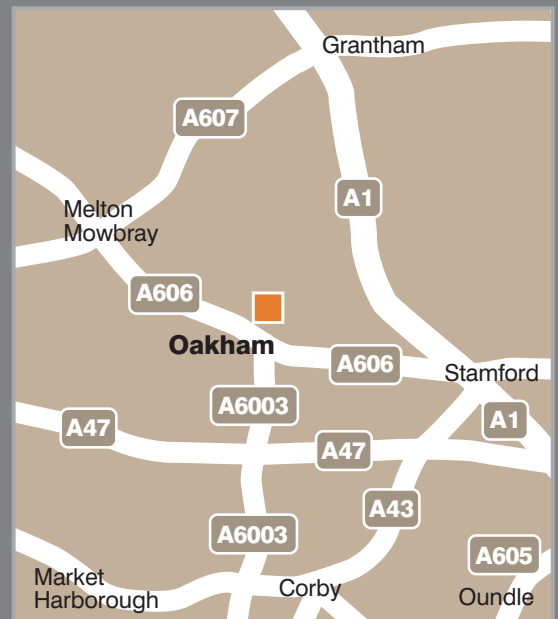 Grantham
A607
A1
Melton
Mowbray
A606
Oakham
A606
Stamford
A6003
A1
A47
A47
A43
A6003
A605
Market
Harborough
Corby
Oundle